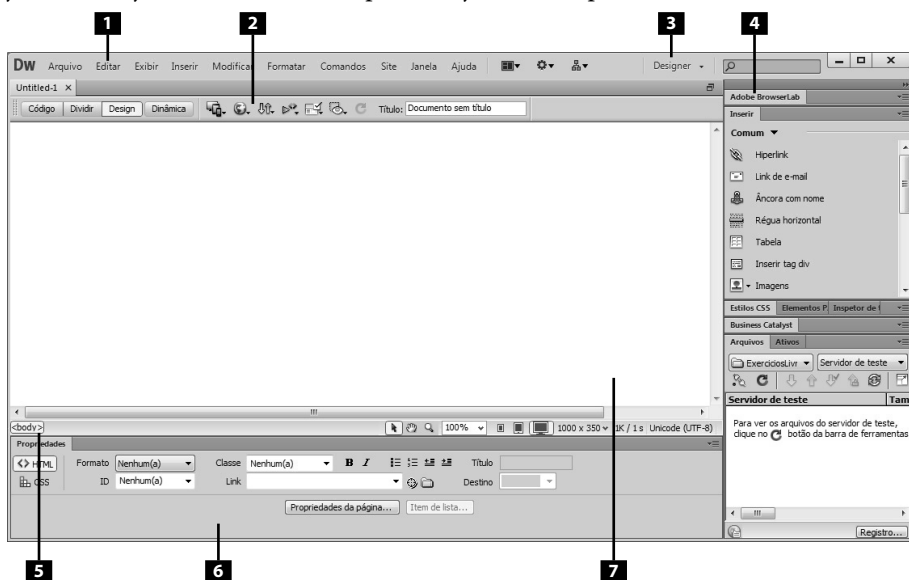 1 2 3 4
DW Arquivo Editar Exibir Inserir Modificar Formatar Comandos Site Janela Ajuda Designer
Untitled-1 ×
Código Dividir Design Dinâmica Título: Documento sem título
Adobe BrowserLab
Inserir
Comum
Hiperlink
Link de e-mail
Âncora com nome
Régua horizontal
Tabela
Inserir tag div
Imagens
Estilos CSS Elementos P. Inspetor de
Business Catalyst
Arquivos Ativos
ExerciciosLivr Servidor de teste
Servidor de teste Tam
Para ver os arquivos do servidor de teste,
clique no botão da barra de ferramentas
Registro...
<body> 100% 1000 x 350 1K / 1 s Unicode (UTF-8)
Propriedades
<> HTML Formato Nenhum(a) Classe Nenhum(a) B I Título
CSS ID Nenhum(a) Link Destino
Propriedades da página... Item de lista...
5 6 7